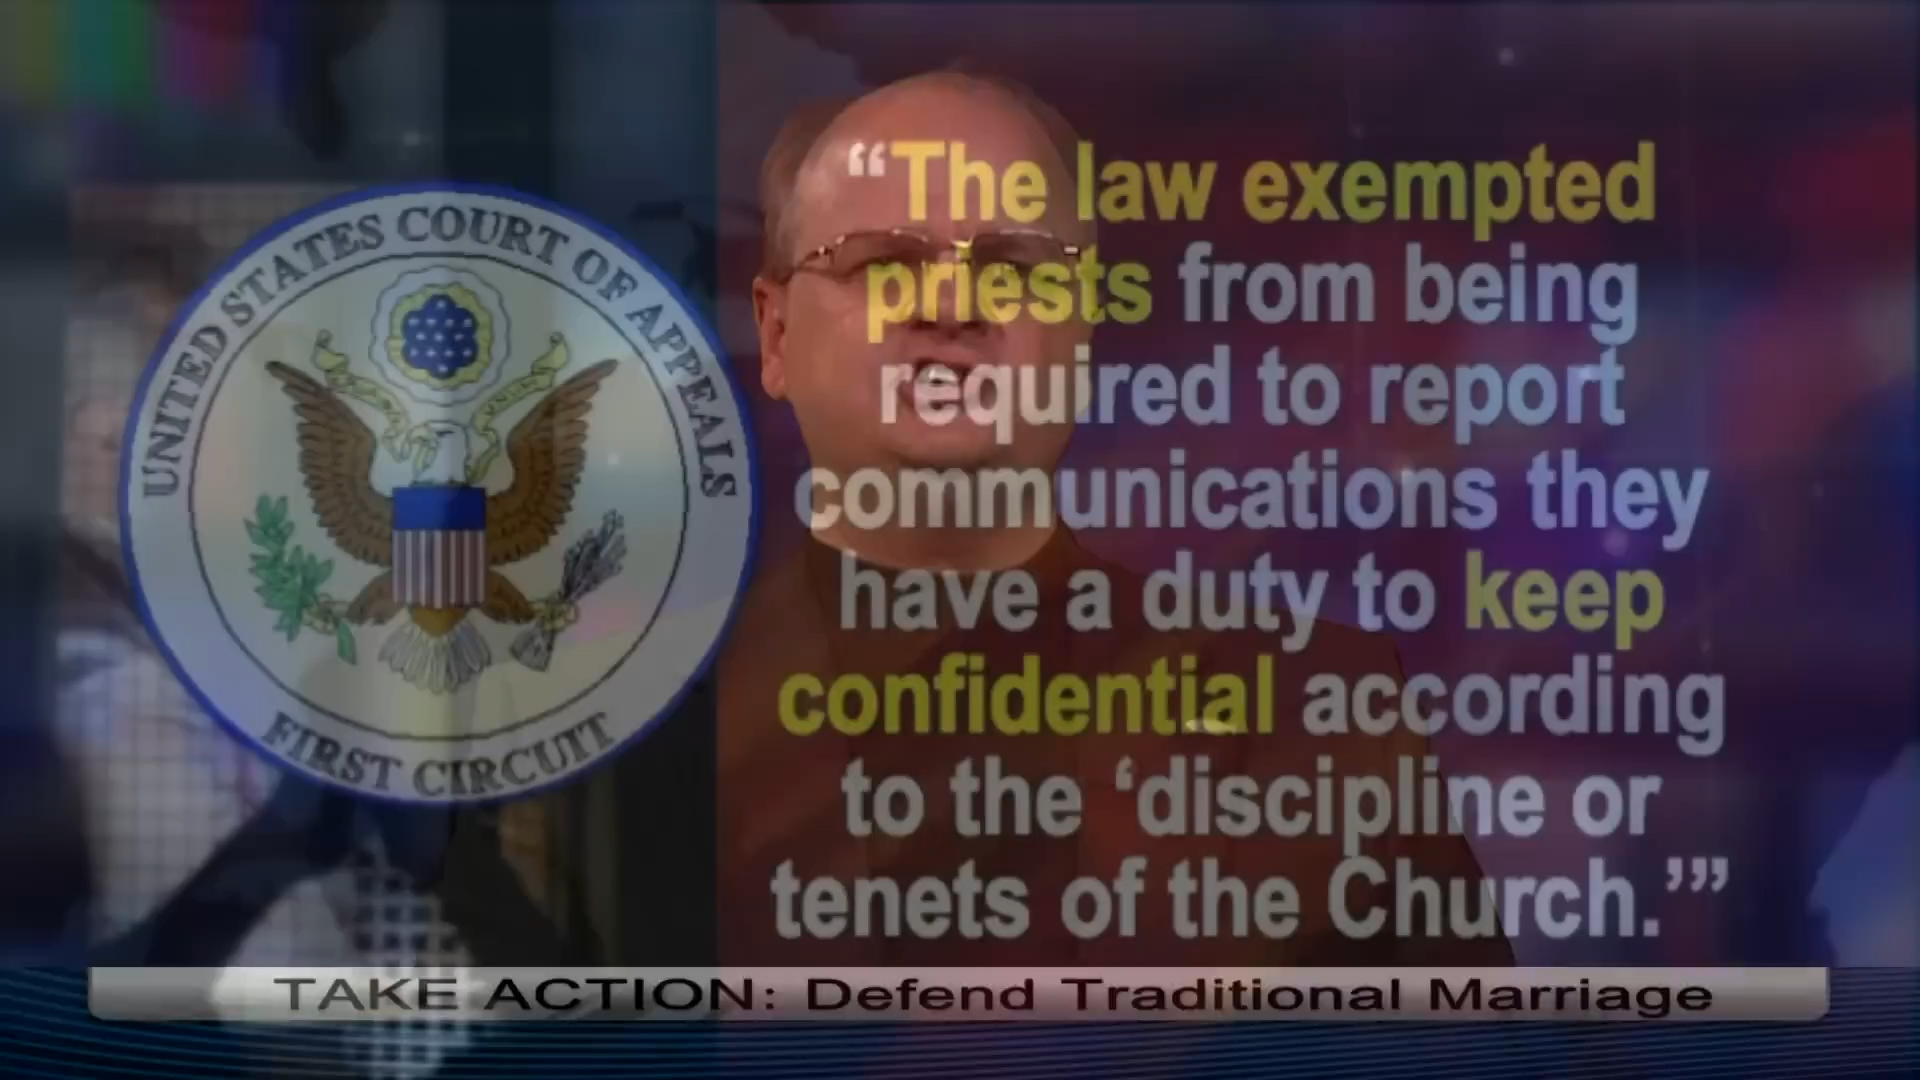 UNITED STATES COURT OF APPEALS
FIRST CIRCUIT
“The law exempted
priests from being
required to report
communications they
have a duty to keep
confidential according
to the ‘discipline or
tenets of the Church.’”
TAKE ACTION: Defend Traditional Marriage